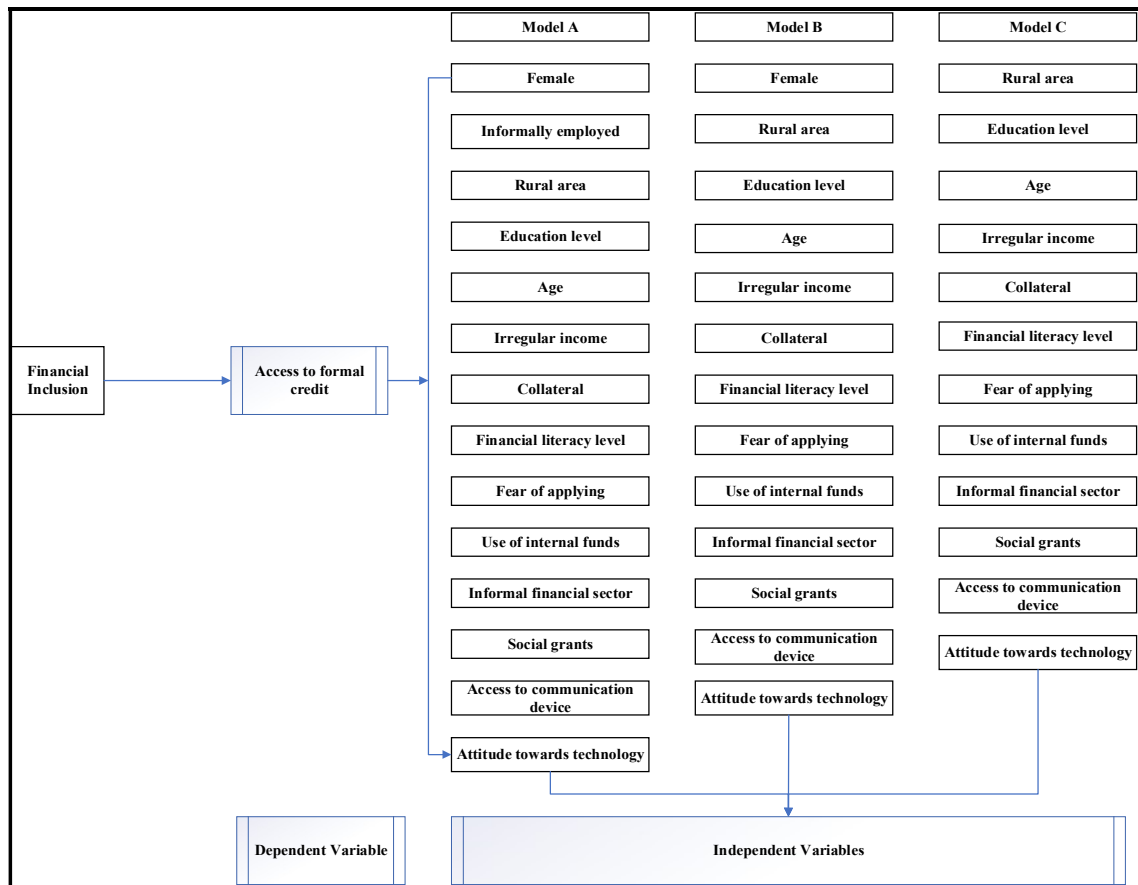 Model A
Model B
Model C
Female
Female
Rural area
Informally employed
Rural area
Education level
Rural area
Education level
Age
Education level
Age
Irregular income
Age
Irregular income
Collateral
Irregular income
Collateral
Financial literacy level
Financial
Inclusion
Access to formal
credit
Collateral
Financial literacy level
Fear of applying
Financial literacy level
Fear of applying
Use of internal funds
Fear of applying
Use of internal funds
Informal financial sector
Use of internal funds
Informal financial sector
Social grants
Informal financial sector
Social grants
Access to communication
device
Social grants
Access to communication
device
Attitude towards technology
Access to communication
device
Attitude towards technology
Attitude towards technology
Dependent Variable
Independent Variables